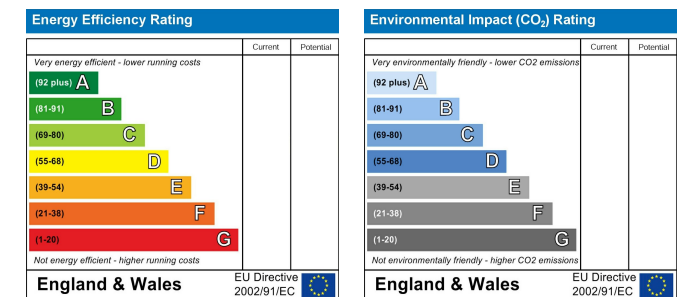 Energy Efficiency Rating
Current Potential
Very energy efficient - lower running costs
(92 plus) A
(81-91) B
(69-80) C
(55-68) D
(39-54) E
(21-38) F
(1-20) G
Not energy efficient - higher running costs
England & Wales
EU Directive
2002/91/EC
Environmental Impact (CO₂) Rating
Current Potential
Very environmentally friendly - lower CO2 emissions
(92 plus) A
(81-91) B
(69-80) C
(55-68) D
(39-54) E
(21-38) F
(1-20) G
Not environmentally friendly - higher CO2 emissions
England & Wales
EU Directive
2002/91/EC